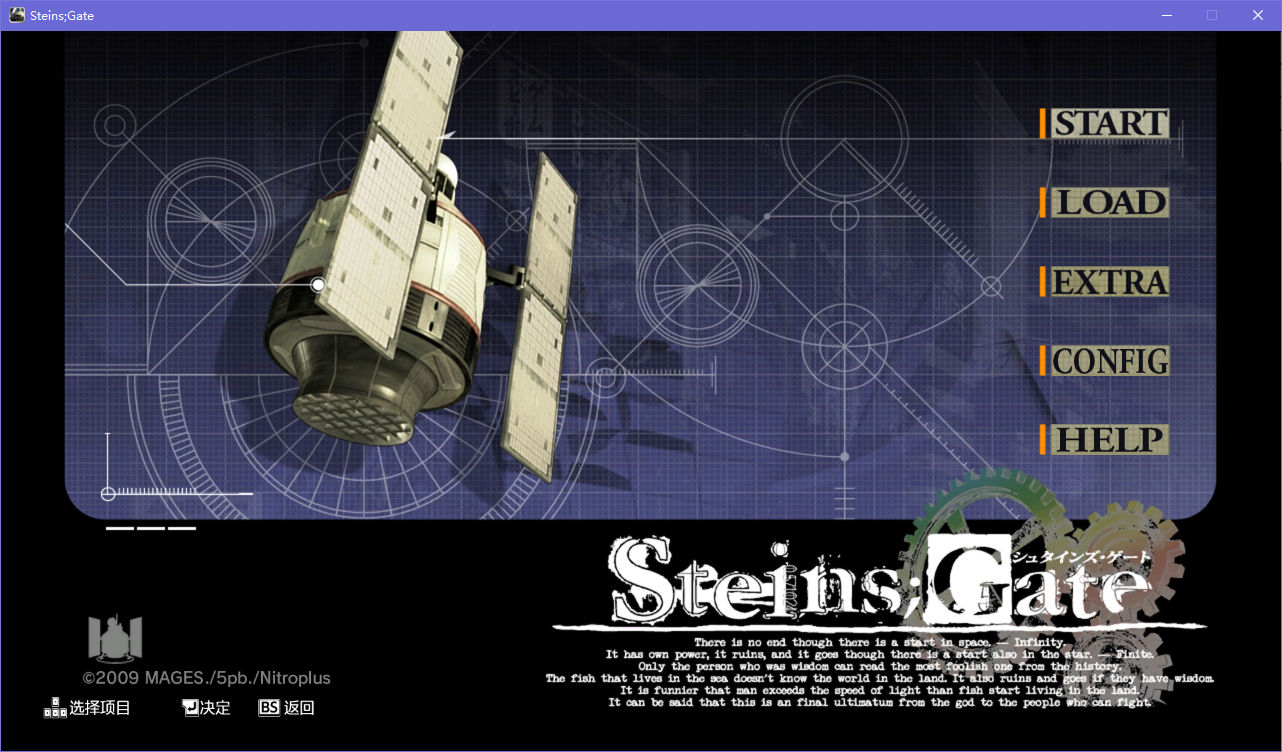 Steins;Gate
START
LOAD
EXTRA
CONFIG
HELP
Steins;Gate
シュタインズ・ゲート
There is no end though there is a start in space. — Infinity.
It has own power, it ruins, and it goes though there is a start also in the star. — Finite.
Only the person who was wisdom can read the most foolish one from the history.
The fish that lives in the sea doesn't know the world in the land. It also ruins and goes if they have wisdom.
It is funnier that man exceeds the speed of light than fish start living in the land.
It can be said that this is an final ultimatum from the god to the people who can fight.
©2009 MAGES./5pb./Nitroplus
选择项目 决定 BS 返回